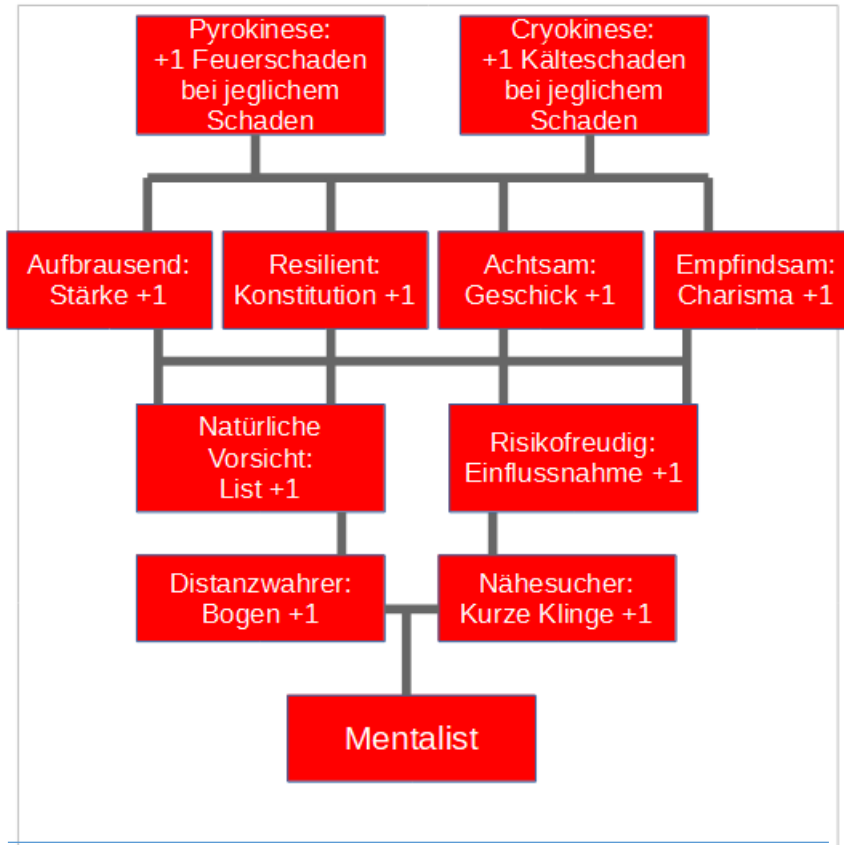 Pyrokinese:
+1 Feuerschaden
bei jeglichem
Schaden
Cryokinese:
+1 Kälteschaden
bei jeglichem
Schaden
Aufbrausend:
Stärke +1
Resilient:
Konstitution +1
Achtsam:
Geschick +1
Empfindsam:
Charisma +1
Natürliche
Vorsicht:
List +1
Risikofreudig:
Einflussnahme +1
Distanzwahrer:
Bogen +1
Nähesucher:
Kurze Klinge +1
Mentalist